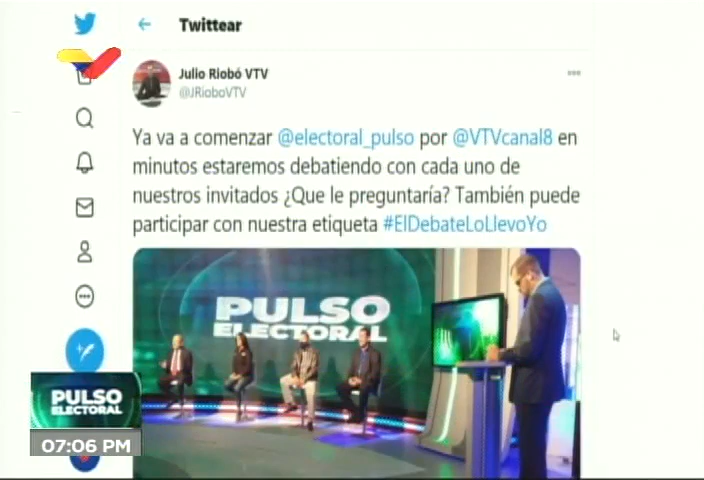 Twittear
Julio Riobó VTV
@JRioboVTV
Ya va a comenzar @electoral_pulso por @VTVcanal8 en
minutos estaremos debatiendo con cada uno de
nuestros invitados ¿Que le preguntaría? También puede
participar con nuestra etiqueta #ElDebateLoLlevoYo
PULSO
ELECTORAL
PULSO
ELECTORAL
07:06 PM